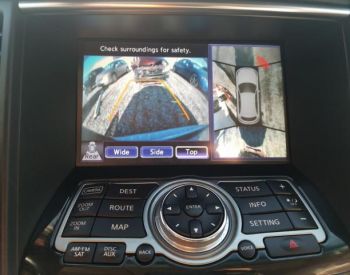 Check surroundings for safety.
Rear
Wide Side Top
DEST
STATUS
ZOOM OUT
ROUTE
INFO
ZOOM IN
MAP
ENTER
SETTING
AM·FM SAT
DISC AUX
BACK
VOICE